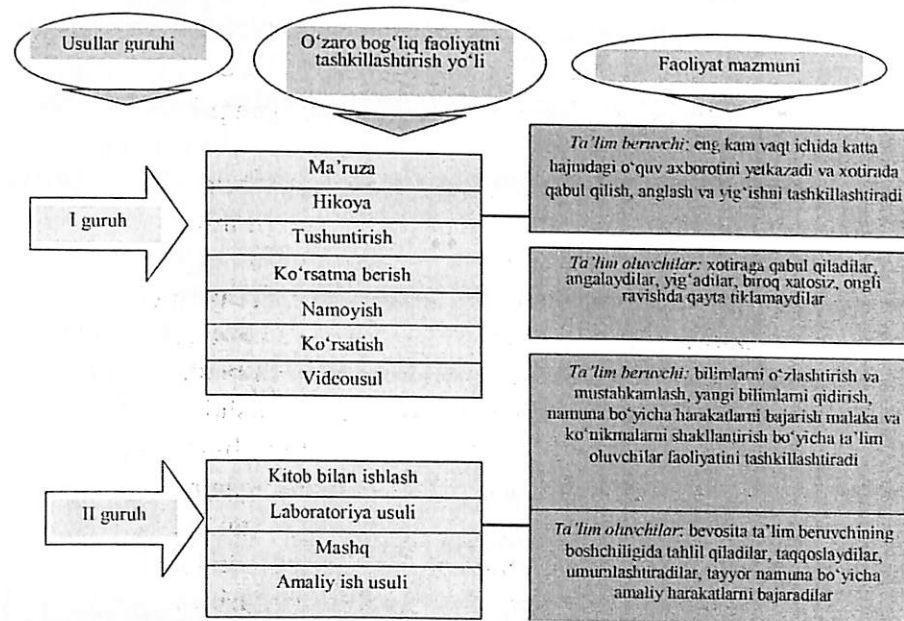 Usullar guruhi
O‘zaro bog‘liq faoliyatni
tashkillashtirish yo‘li
Faoliyat mazmuni
I guruh
Ma’ruza
Hikoya
Tushuntirish
Ko‘rsatma berish
Namoyish
Ko‘rsatish
Videousul
Ta’lim beruvchi: eng kam vaqt ichida katta
hajmdagi o‘quv axborotini yetkazadi va xotirada
qabul qilish, anglash va yig‘ishni tashkillashtiradi
Ta’lim oluvchilar: xotiraga qabul qiladilar,
angalaydilar, yig‘adilar, biroq xatosiz, ongli
ravishda qayta tiklamaydilar
II guruh
Kitob bilan ishlash
Laboratoriya usuli
Mashq
Amaliy ish usuli
Ta’lim beruvchi: bilimlarni o‘zlashtirish va
mustahkamlash, yangi bilimlarni qidirish,
namuna bo‘yicha harakatlarni bajarish malaka va
ko‘nikmalarni shakllantirish bo‘yicha ta’lim
oluvchilar faoliyatini tashkillashtiradi
Ta’lim oluvchilar: bevosita ta’lim beruvchining
boshchiligida tahlil qiladilar, taqqoslaydilar,
umumlashtiradilar, tayyor namuna bo‘yicha
amaliy harakatlarni bajaradilar